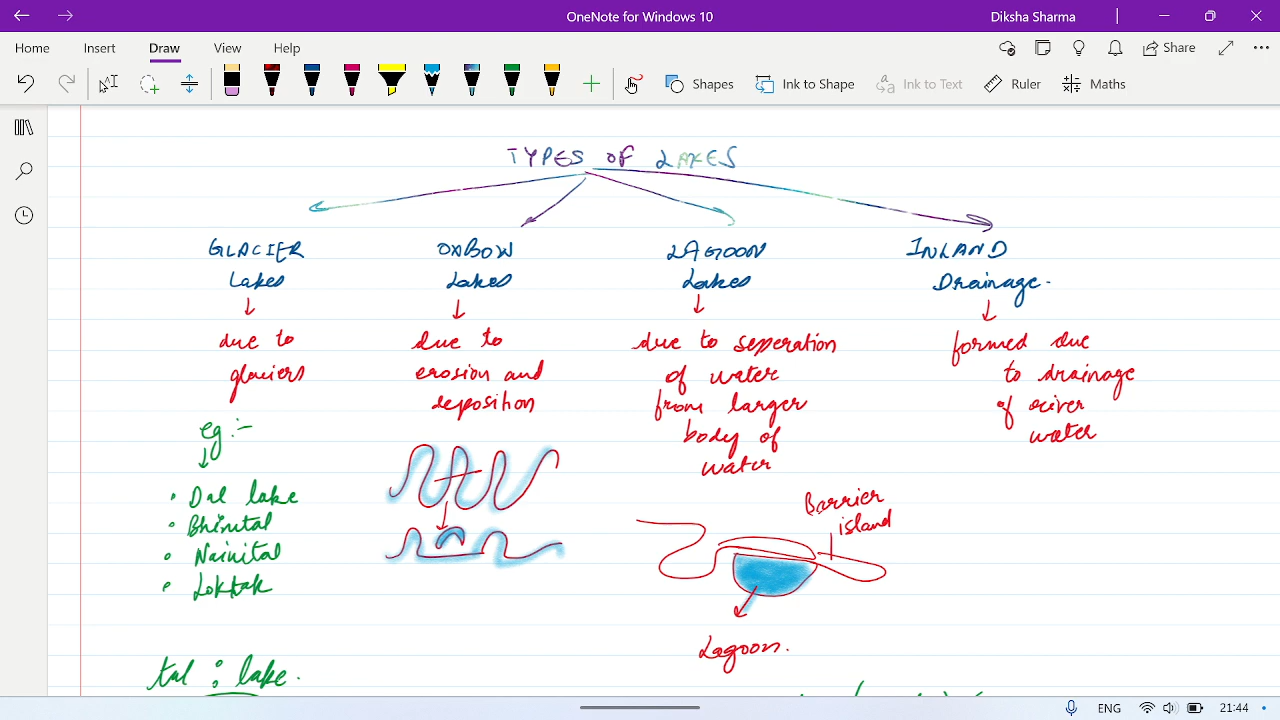 OneNote for Windows 10
Diksha Sharma
Home Insert Draw View Help
Share
Shapes Ink to Shape Ink to Text Ruler Maths
TYPES OF LAKES
GLACIER
Lakes
due to
glaciers
eg :-
• Dal lake
• Bhimtal
• Nainital
• Loktak
tal : lake.
OXBOW
Lakes
due to
erosion and
deposition
LAGOON
Lakes
due to seperation
of water
from larger
body of
water
Barrier
island
Lagoon.
INLAND
Drainage.
formed due
to drainage
of river
water
ENG
21:44